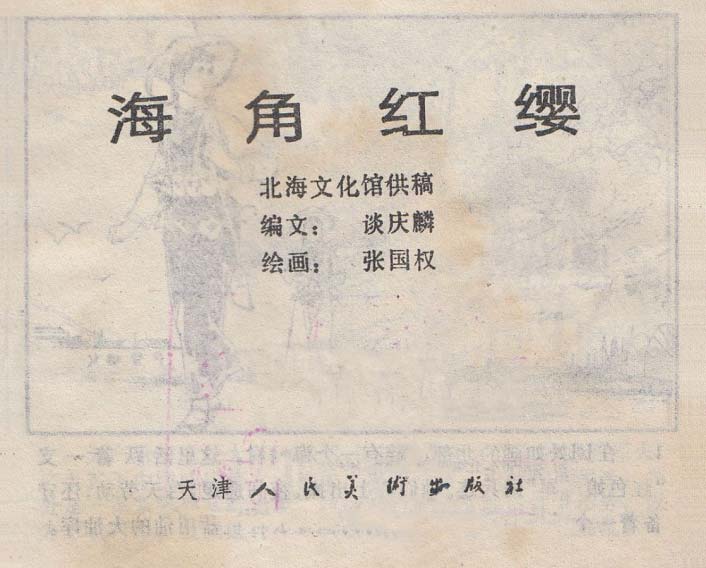 海角红缨
北海文化馆供稿
编文： 谈庆麟
绘画： 张国权
天津人民美術出版社